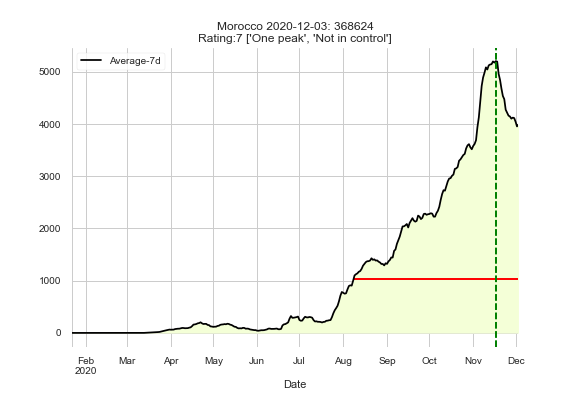 Morocco 2020-12-03: 368624
Rating:7 ['One peak', 'Not in control']
Average-7d
5000
4000
3000
2000
1000
0
Feb Mar Apr May Jun Jul Aug Sep Oct Nov Dec
2020
Date